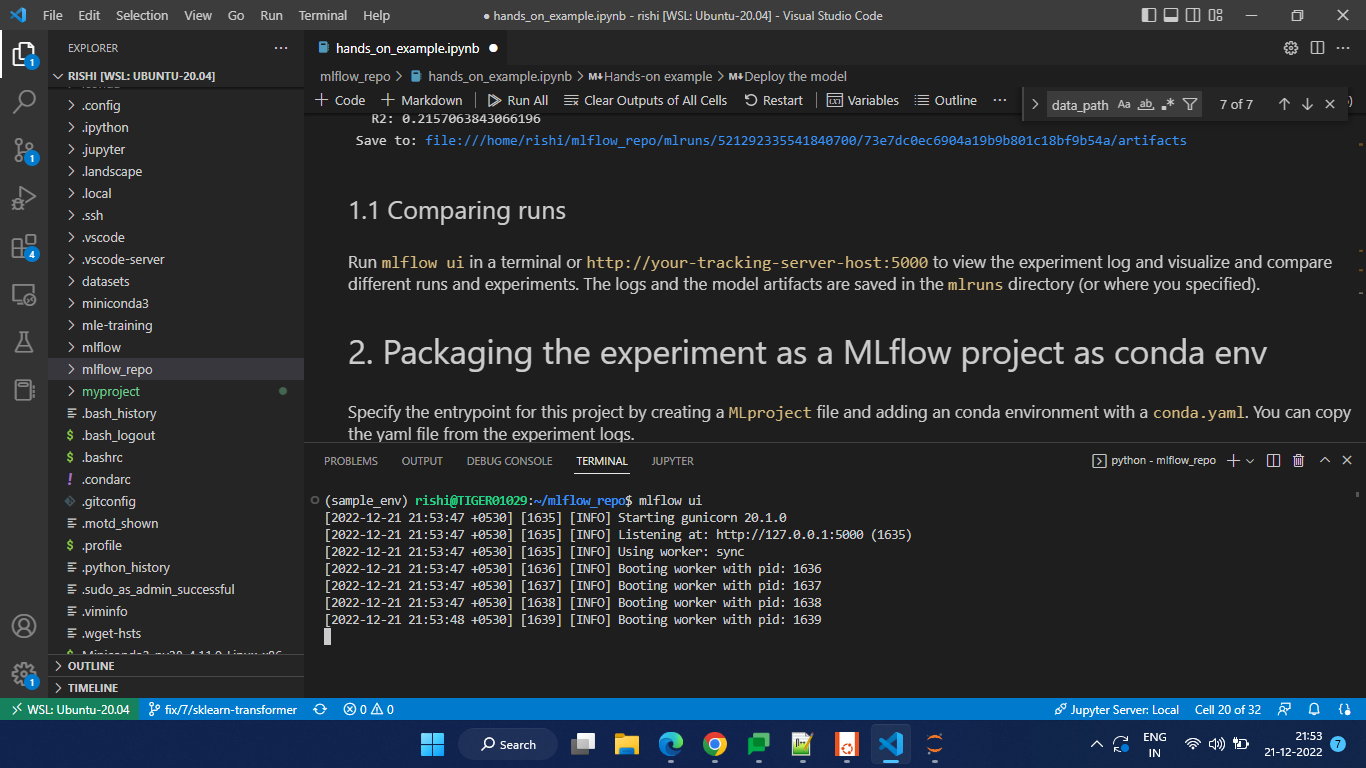 File Edit Selection View Go Run Terminal Help
● hands_on_example.ipynb - rishi [WSL: Ubuntu-20.04] - Visual Studio Code
EXPLORER
RISHI [WSL: UBUNTU-20.04]
.config
.ipython
.jupyter
.landscape
.local
.ssh
.vscode
.vscode-server
datasets
miniconda3
mle-training
mlflow
mlflow_repo
myproject
.bash_history
.bash_logout
.bashrc
.condarc
.gitconfig
.motd_shown
.profile
.python_history
.sudo_as_admin_successful
.viminfo
.wget-hsts
OUTLINE
TIMELINE
1
1
4
1
hands_on_example.ipynb ●
mlflow_repo > hands_on_example.ipynb > M↓Hands-on example > M↓Deploy the model
+ Code + Markdown Run All Clear Outputs of All Cells Restart Variables Outline ...
data_path Aa ab 7 of 7
R2: 0.2157063843066196
Save to: file:///home/rishi/mlflow_repo/mlruns/521292335541840700/73e7dc0ec6904a19b9b801c18bf9b54a/artifacts
1.1 Comparing runs
Run mlflow ui in a terminal or http://your-tracking-server-host:5000 to view the experiment log and visualize and compare
different runs and experiments. The logs and the model artifacts are saved in the mlruns directory (or where you specified).
2. Packaging the experiment as a MLflow project as conda env
Specify the entrypoint for this project by creating a MLproject file and adding an conda environment with a conda.yaml. You can copy
the yaml file from the experiment logs.
PROBLEMS OUTPUT DEBUG CONSOLE TERMINAL JUPYTER
python - mlflow_repo
(sample_env) rishi@TIGER01029:~/mlflow_repo$ mlflow ui
[2022-12-21 21:53:47 +0530] [1635] [INFO] Starting gunicorn 20.1.0
[2022-12-21 21:53:47 +0530] [1635] [INFO] Listening at: http://127.0.0.1:5000 (1635)
[2022-12-21 21:53:47 +0530] [1635] [INFO] Using worker: sync
[2022-12-21 21:53:47 +0530] [1636] [INFO] Booting worker with pid: 1636
[2022-12-21 21:53:47 +0530] [1637] [INFO] Booting worker with pid: 1637
[2022-12-21 21:53:47 +0530] [1638] [INFO] Booting worker with pid: 1638
[2022-12-21 21:53:48 +0530] [1639] [INFO] Booting worker with pid: 1639
WSL: Ubuntu-20.04 fix/7/sklearn-transformer 0 0 Jupyter Server: Local Cell 20 of 32
Search
ENG
IN
21:53
21-12-2022
7